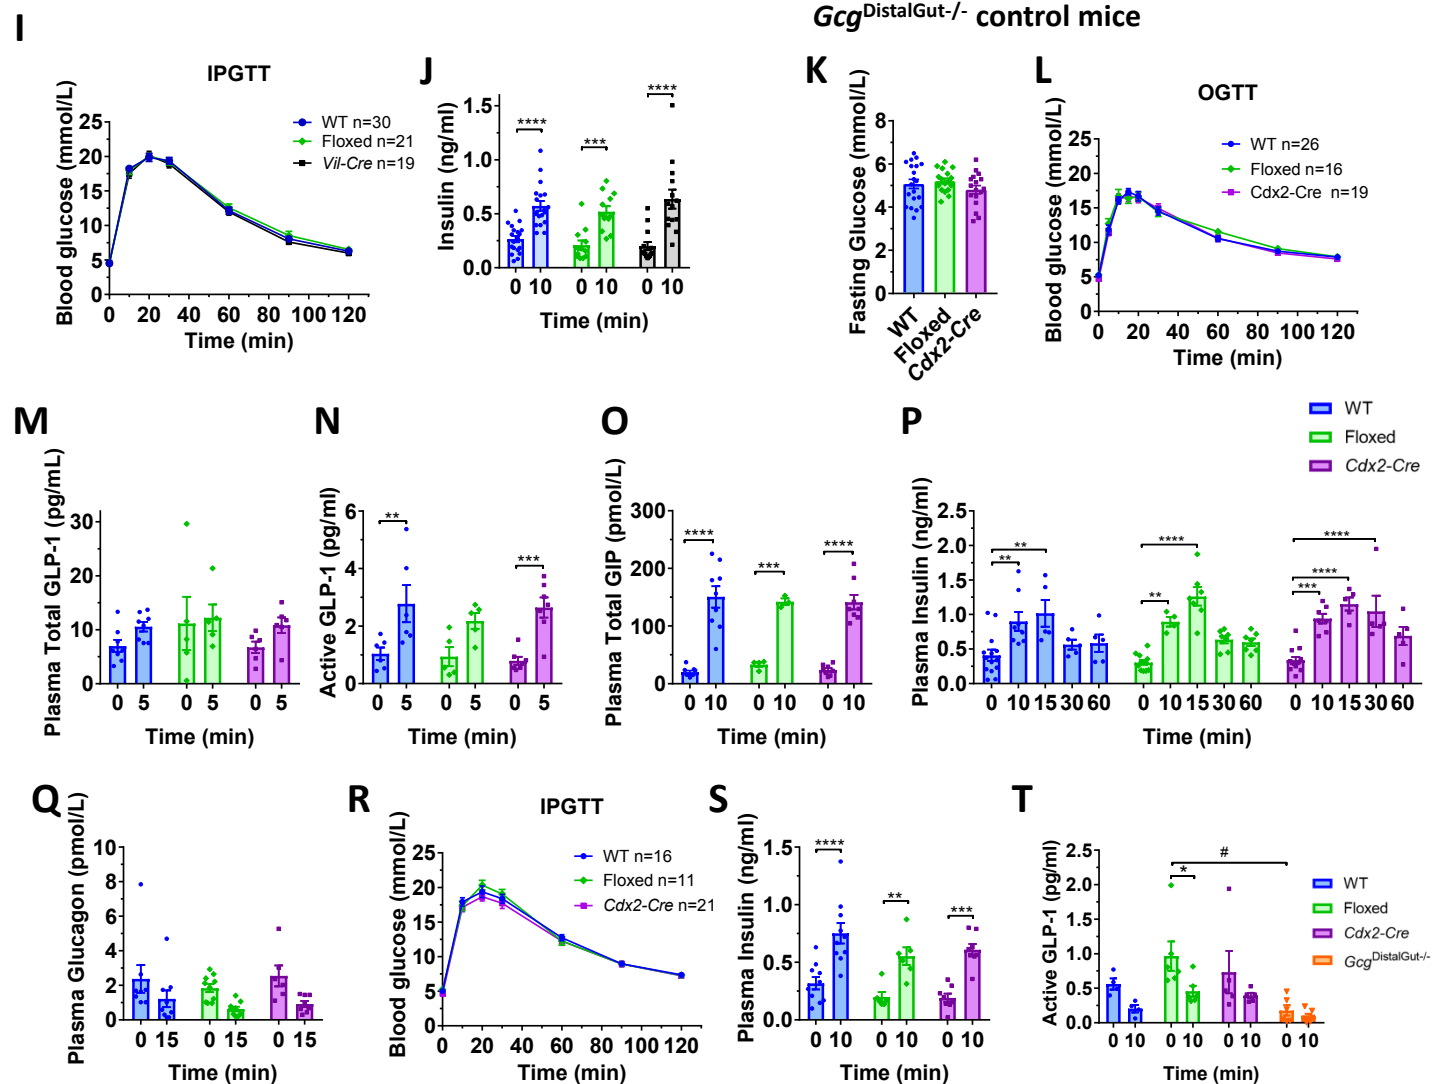 Gcg^DistalGut-/- control mice
I
IPGTT
Blood glucose (mmol/L)
25
20
15
10
5
0
WT n=30
Floxed n=21
Vil-Cre n=19
0 20 40 60 80 100 120
Time (min)
J
Insulin (ng/ml)
1.5
1.0
0.5
0.0
**** *** ****
0 10 0 10 0 10
Time (min)
K
Fasting Glucose (mmol/L)
8
6
4
2
0
WT
Floxed
Cdx2-Cre
L
OGTT
Blood glucose (mmol/L)
25
20
15
10
5
0
WT n=26
Floxed n=16
Cdx2-Cre n=19
0 20 40 60 80 100 120
Time (min)
WT
Floxed
Cdx2-Cre
M
Plasma Total GLP-1 (pg/mL)
30
20
10
0
0 5 0 5 0 5
Time (min)
N
Active GLP-1 (pg/ml)
6
4
2
0
** ***
0 5 0 5 0 5
Time (min)
O
Plasma Total GIP (pmol/L)
300
200
100
0
**** *** ****
0 10 0 10 0 10
Time (min)
P
Plasma Insulin (ng/ml)
2.5
2.0
1.5
1.0
0.5
0.0
**
**
****
**
****
****
***
0 10 15 30 60 0 10 15 30 60 0 10 15 30 60
Time (min)
Q
Plasma Glucagon (pmol/L)
10
8
6
4
2
0
0 15 0 15 0 15
Time (min)
R
IPGTT
Blood glucose (mmol/L)
25
20
15
10
5
0
WT n=16
Floxed n=11
Cdx2-Cre n=21
0 20 40 60 80 100 120
Time (min)
S
Plasma Insulin (ng/ml)
1.5
1.0
0.5
0.0
**** ** ***
0 10 0 10 0 10
Time (min)
T
Active GLP-1 (pg/ml)
2.5
2.0
1.5
1.0
0.5
0.0
#
*
0 10 0 10 0 10 0 10
Time (min)
WT
Floxed
Cdx2-Cre
Gcg^DistalGut-/-